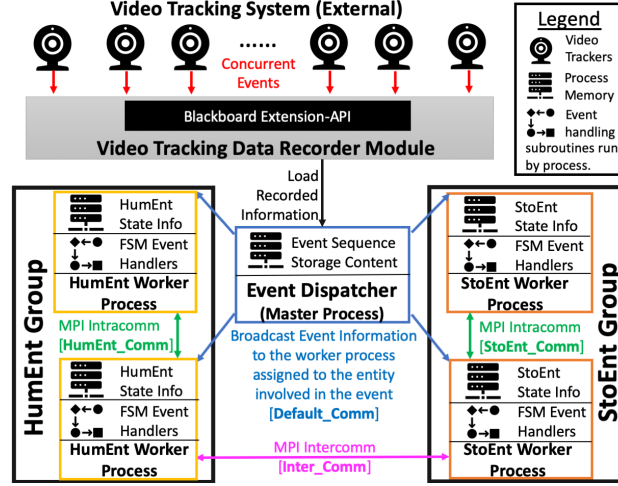 Video Tracking System (External)
......
Concurrent
Events
Blackboard Extension-API
Video Tracking Data Recorder Module
Legend
Video
Trackers
Process
Memory
Event
handling
subroutines run
by process.
Load
Recorded
Information
HumEnt Group
HumEnt
State Info
FSM Event
Handlers
HumEnt Worker
Process
MPI Intracomm
[HumEnt_Comm]
HumEnt
State Info
FSM Event
Handlers
HumEnt Worker
Process
Event Sequence
Storage Content
Event Dispatcher
(Master Process)
Broadcast Event Information
to the worker process
assigned to the entity
involved in the event
[Default_Comm]
MPI Intercomm
[Inter_Comm]
StoEnt
State Info
FSM Event
Handlers
StoEnt Worker
Process
MPI Intracomm
[StoEnt_Comm]
StoEnt
State Info
FSM Event
Handlers
StoEnt Worker
Process
StoEnt Group